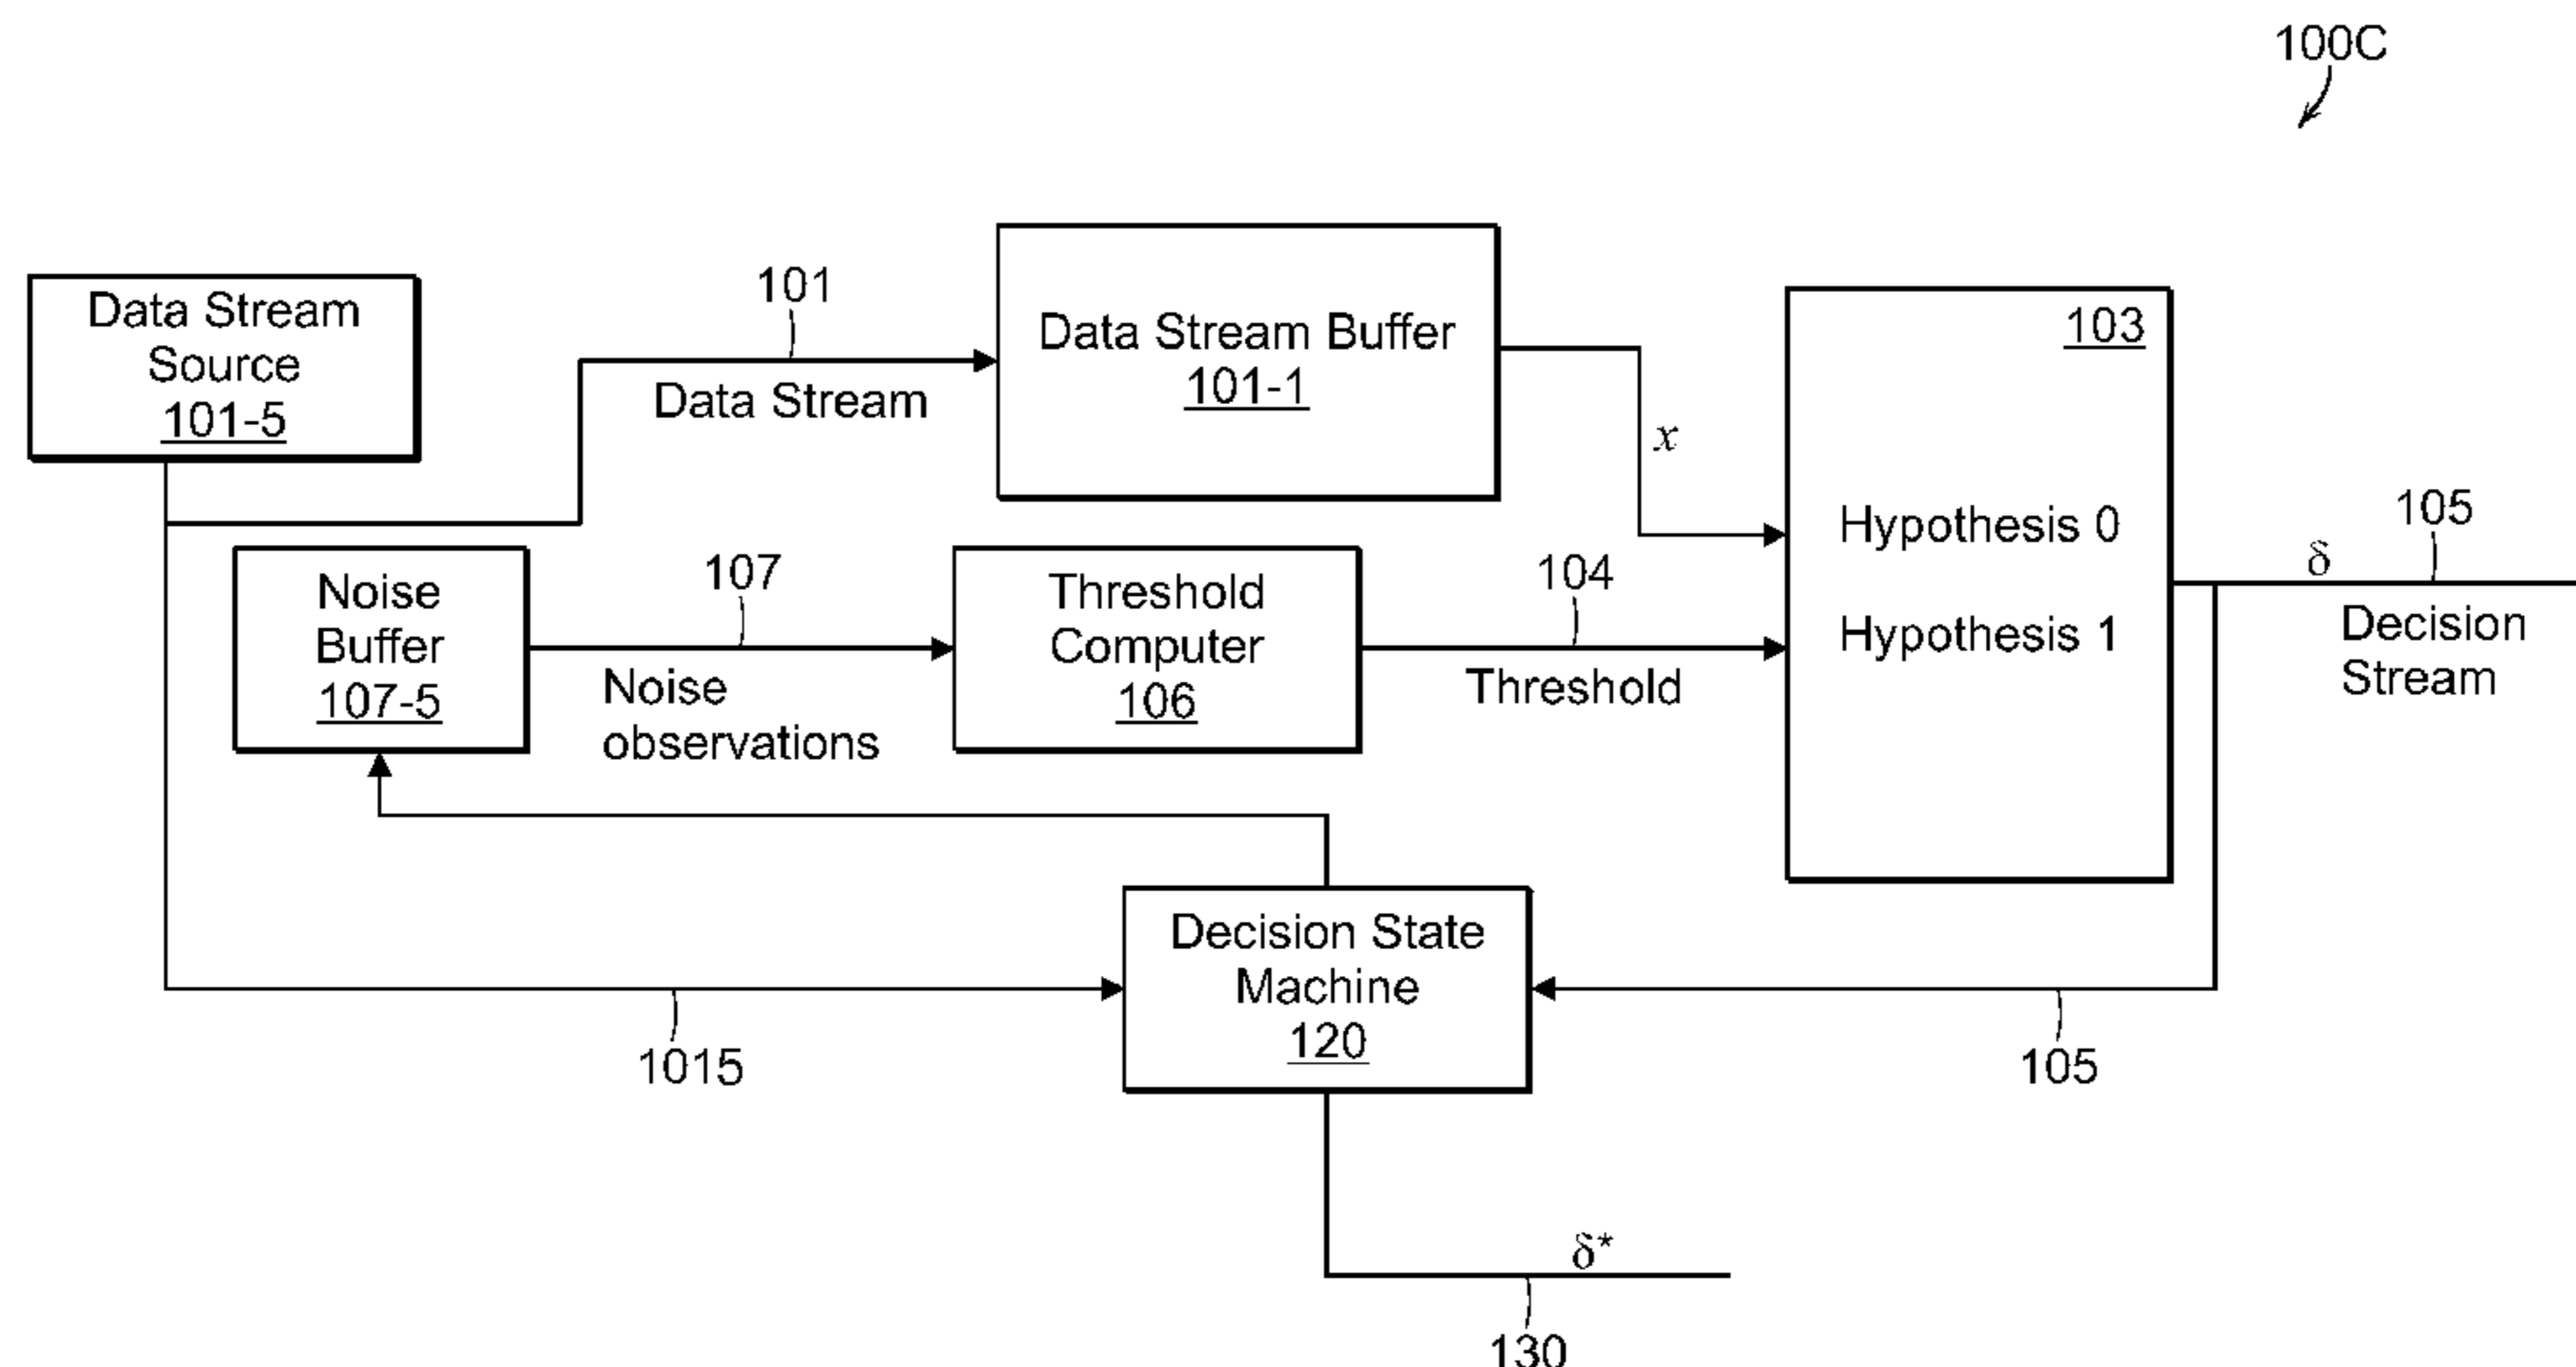 100C
Data Stream
Source
101-5
101
Data Stream
Data Stream Buffer
101-1
x
103
Hypothesis 0
Hypothesis 1
δ
105
Decision
Stream
Noise
Buffer
107-5
107
Noise
observations
Threshold
Computer
106
104
Threshold
Decision State
Machine
120
1015
105
δ*
130